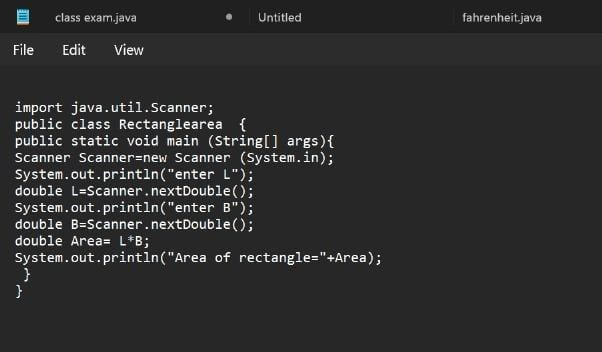 class exam.java Untitled fahrenheit.java
File Edit View
import java.util.Scanner;
public class Rectanglearea  {
public static void main (String[] args){
Scanner Scanner=new Scanner (System.in);
System.out.println("enter L");
double L=Scanner.nextDouble();
System.out.println("enter B");
double B=Scanner.nextDouble();
double Area= L*B;
System.out.println("Area of rectangle="+Area);
 }
}